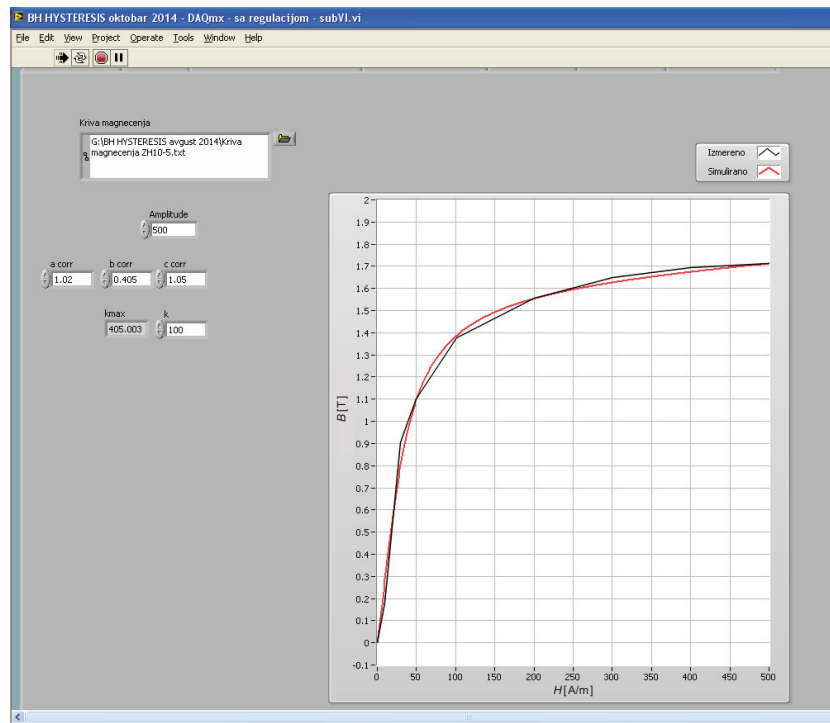 BH HYSTERESIS oktobar 2014 - DAQmx - sa regulacijom - subVI.vi
File Edit View Project Operate Tools Window Help
Kriva magnecenja
G:\BH HYSTERESIS avgust 2014\Kriva
magnecenja ZH10-5.txt
Izmereno
Simulirano
Amplitude
500
a corr b corr c corr
1.02 0.405 1.05
kmax k
405.003 100
2
1.9
1.8
1.7
1.6
1.5
1.4
1.3
1.2
1.1
1
0.9
0.8
0.7
0.6
0.5
0.4
0.3
0.2
0.1
0
-0.1
B[T]
0 50 100 150 200 250 300 350 400 450 500
H[A/m]